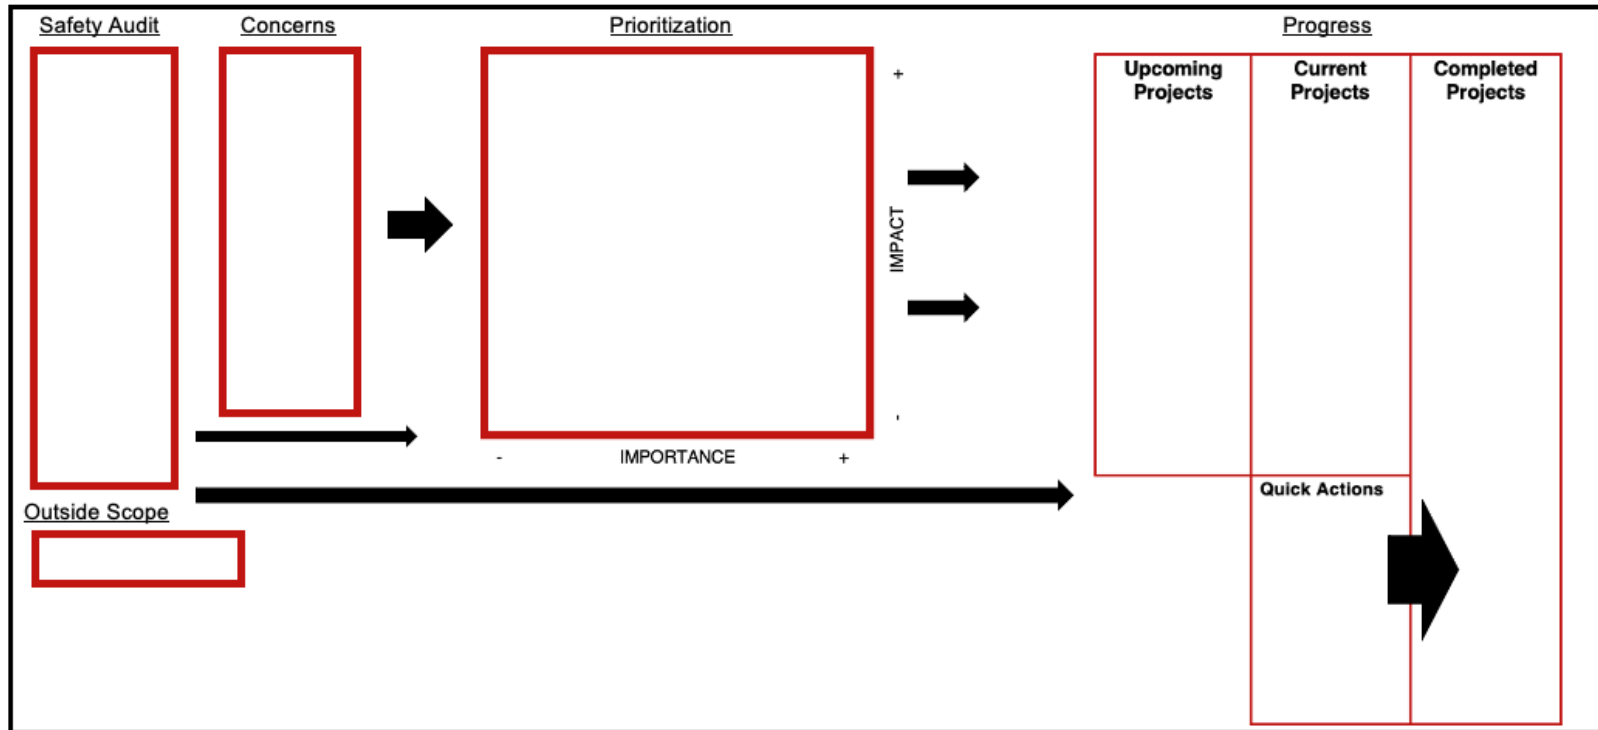 Safety Audit
Concerns
Prioritization
Progress
Upcoming
Projects
Current
Projects
Completed
Projects
+
IMPACT
-
- IMPORTANCE +
Quick Actions
Outside Scope